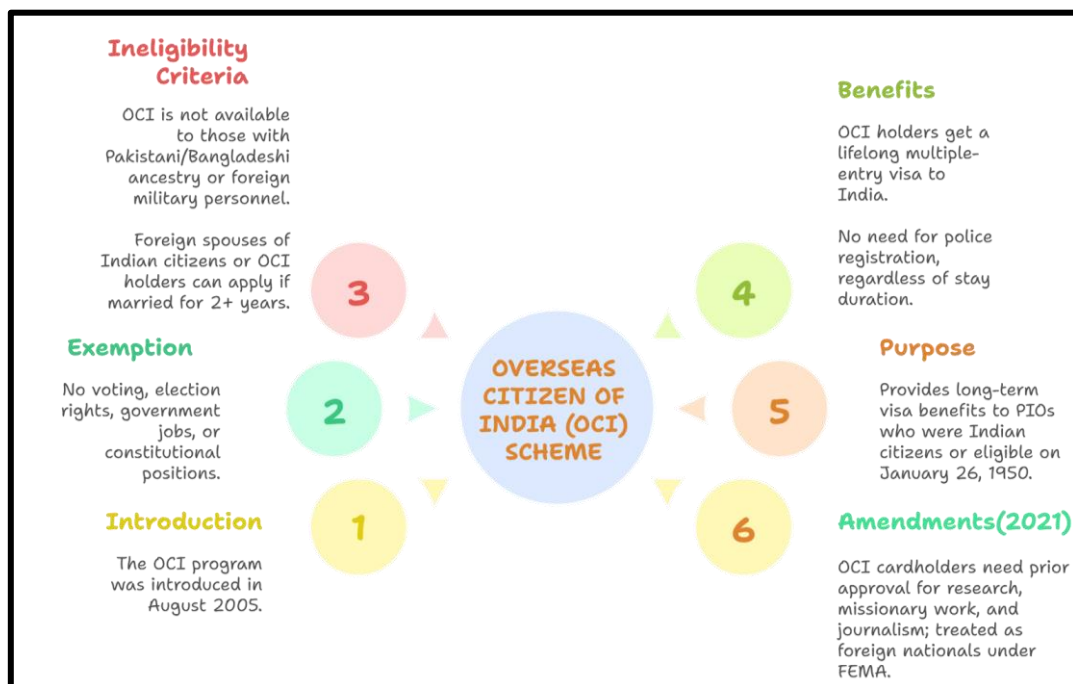 Ineligibility
Criteria
OCI is not available
to those with
Pakistani/Bangladeshi
ancestry or foreign
military personnel.
Foreign spouses of
Indian citizens or OCI
holders can apply if
married for 2+ years.
3
Exemption
No voting, election
rights, government
jobs, or
constitutional
positions.
2
Introduction
The OCI program
was introduced in
August 2005.
1
OVERSEAS
CITIZEN OF
INDIA (OCI)
SCHEME
Benefits
OCI holders get a
lifelong multiple-
entry visa to
India.
No need for police
registration,
regardless of stay
duration.
4
Purpose
Provides long-term
visa benefits to PIOs
who were Indian
citizens or eligible on
January 26, 1950.
5
Amendments(2021)
OCI cardholders need prior
approval for research,
missionary work, and
journalism; treated as
foreign nationals under
FEMA.
6